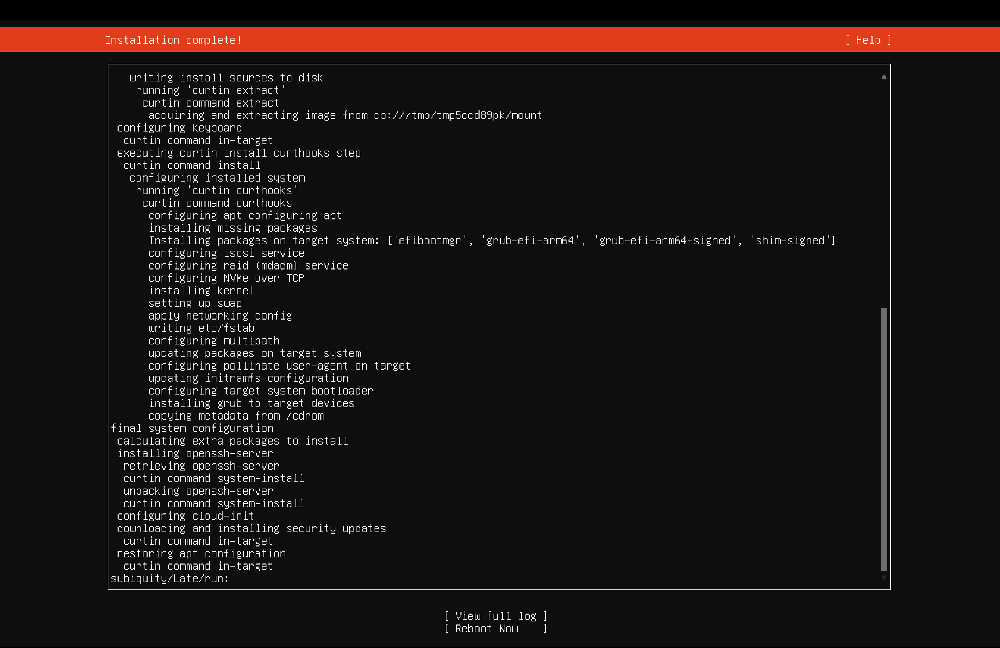 Installation complete! [ Help ]
writing install sources to disk
running 'curtin extract'
curtin command extract
acquiring and extracting image from cp:///tmp/tmp5ccd89pk/mount
configuring keyboard
curtin command in-target
executing curtin install curthooks step
curtin command install
configuring installed system
running 'curtin curthooks'
curtin command curthooks
configuring apt configuring apt
installing missing packages
Installing packages on target system: ['efibootmgr', 'grub-efi-arm64', 'grub-efi-arm64-signed', 'shim-signed']
configuring iscsi service
configuring raid (mdadm) service
configuring NVMe over TCP
installing kernel
setting up swap
apply networking config
writing etc/fstab
configuring multipath
updating packages on target system
configuring pollinate user-agent on target
updating initramfs configuration
configuring target system bootloader
installing grub to target devices
copying metadata from /cdrom
final system configuration
calculating extra packages to install
installing openssh-server
retrieving openssh-server
curtin command system-install
unpacking openssh-server
curtin command system-install
configuring cloud-init
downloading and installing security updates
curtin command in-target
restoring apt configuration
curtin command in-target
subiquity/Late/run:
[ View full log ]
[ Reboot Now ]